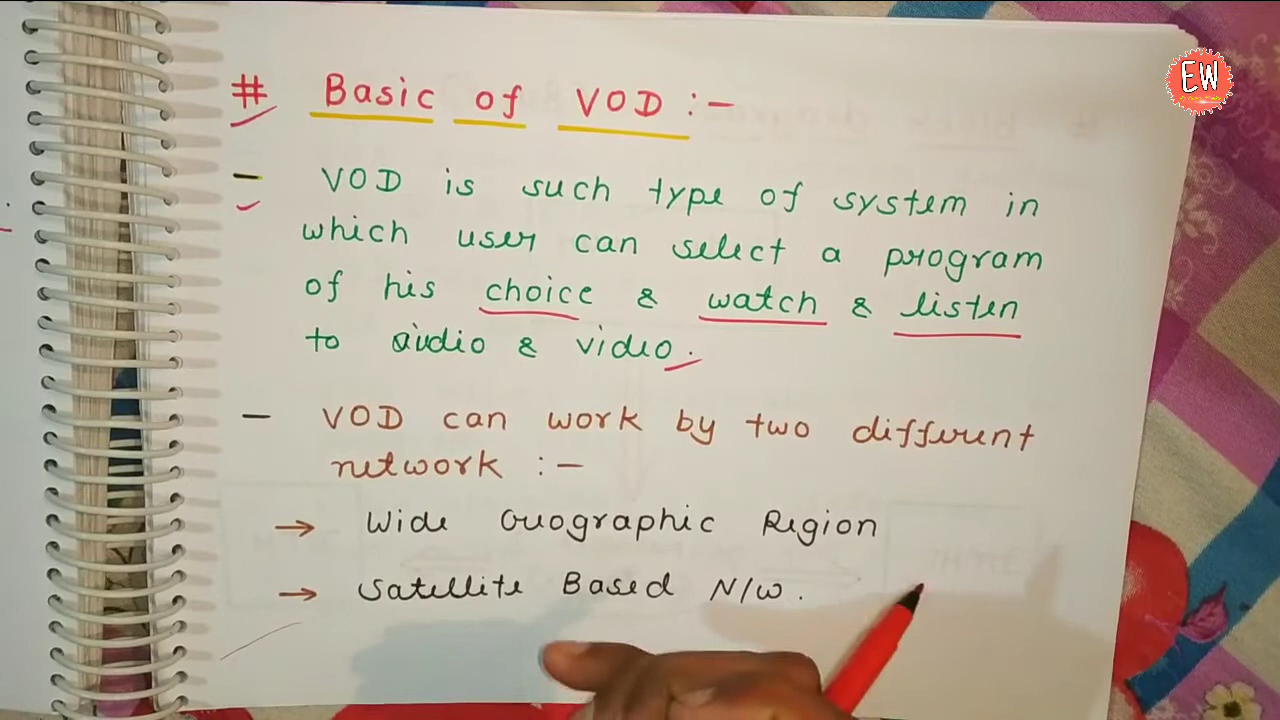 # Basic of VOD :-
- VOD is such type of system in
which user can select a program
of his choice & watch & listen
to audio & video.
- VOD can work by two different
network :-
→ Wide Geographic Region
→ Satellite Based N/W.
EW